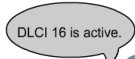 DLCI 16 is active.